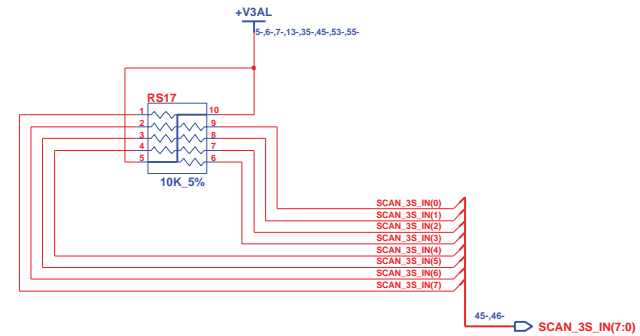 +V3AL
5-,6-,7-,13-,35-,45-,53-,55-
RS17
1 10
2 9
3 8
4 7
5 6
10K_5%
SCAN_3S_IN(0)
SCAN_3S_IN(1)
SCAN_3S_IN(2)
SCAN_3S_IN(3)
SCAN_3S_IN(4)
SCAN_3S_IN(5)
SCAN_3S_IN(6)
SCAN_3S_IN(7)
45-,46-
SCAN_3S_IN(7:0)